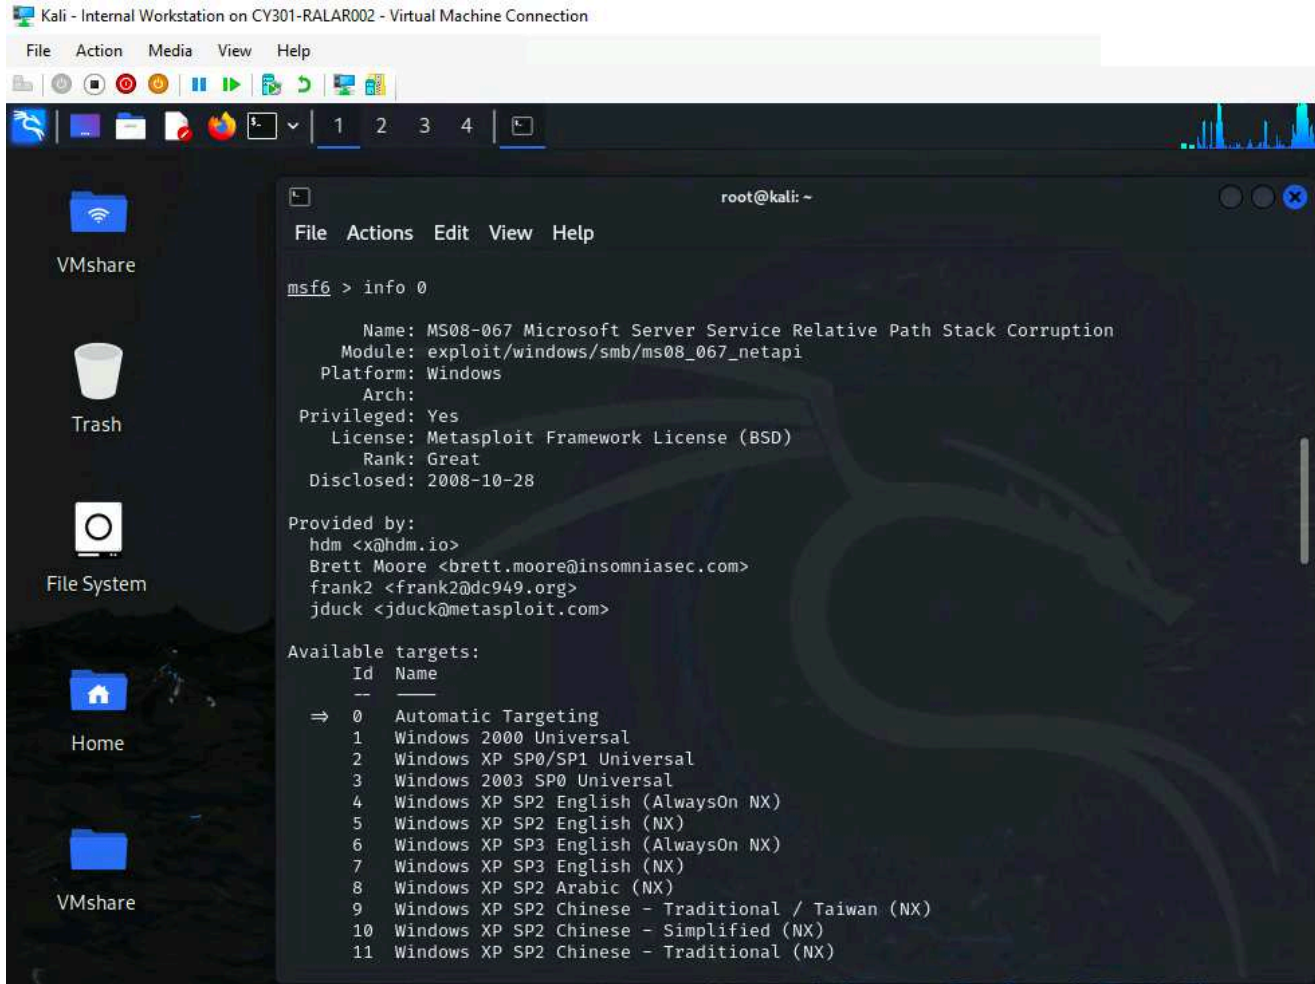 Kali - Internal Workstation on CY301-RALAR002 - Virtual Machine Connection
File Action Media View Help
1 2 3 4
root@kali: ~
File Actions Edit View Help
VMshare
Trash
File System
Home
VMshare
msf6 > info 0
Name: MS08-067 Microsoft Server Service Relative Path Stack Corruption
Module: exploit/windows/smb/ms08_067_netapi
Platform: Windows
Arch:
Privileged: Yes
License: Metasploit Framework License (BSD)
Rank: Great
Disclosed: 2008-10-28
Provided by:
hdm <x@hdm.io>
Brett Moore <brett.moore@insomniasec.com>
frank2 <frank2@dc949.org>
jduck <jduck@metasploit.com>
Available targets:
Id Name
-- ----
⇒ 0 Automatic Targeting
1 Windows 2000 Universal
2 Windows XP SP0/SP1 Universal
3 Windows 2003 SP0 Universal
4 Windows XP SP2 English (AlwaysOn NX)
5 Windows XP SP2 English (NX)
6 Windows XP SP3 English (AlwaysOn NX)
7 Windows XP SP3 English (NX)
8 Windows XP SP2 Arabic (NX)
9 Windows XP SP2 Chinese - Traditional / Taiwan (NX)
10 Windows XP SP2 Chinese - Simplified (NX)
11 Windows XP SP2 Chinese - Traditional (NX)